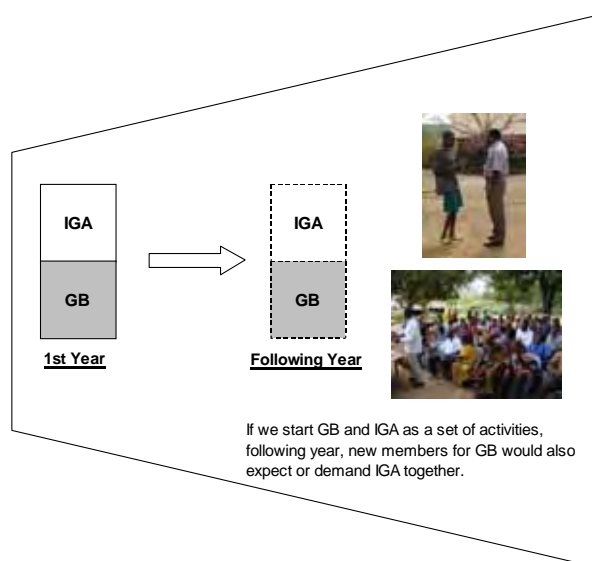 IGA
GB
1st Year
IGA
GB
Following Year
If we start GB and IGA as a set of activities,
following year, new members for GB would also
expect or demand IGA together.